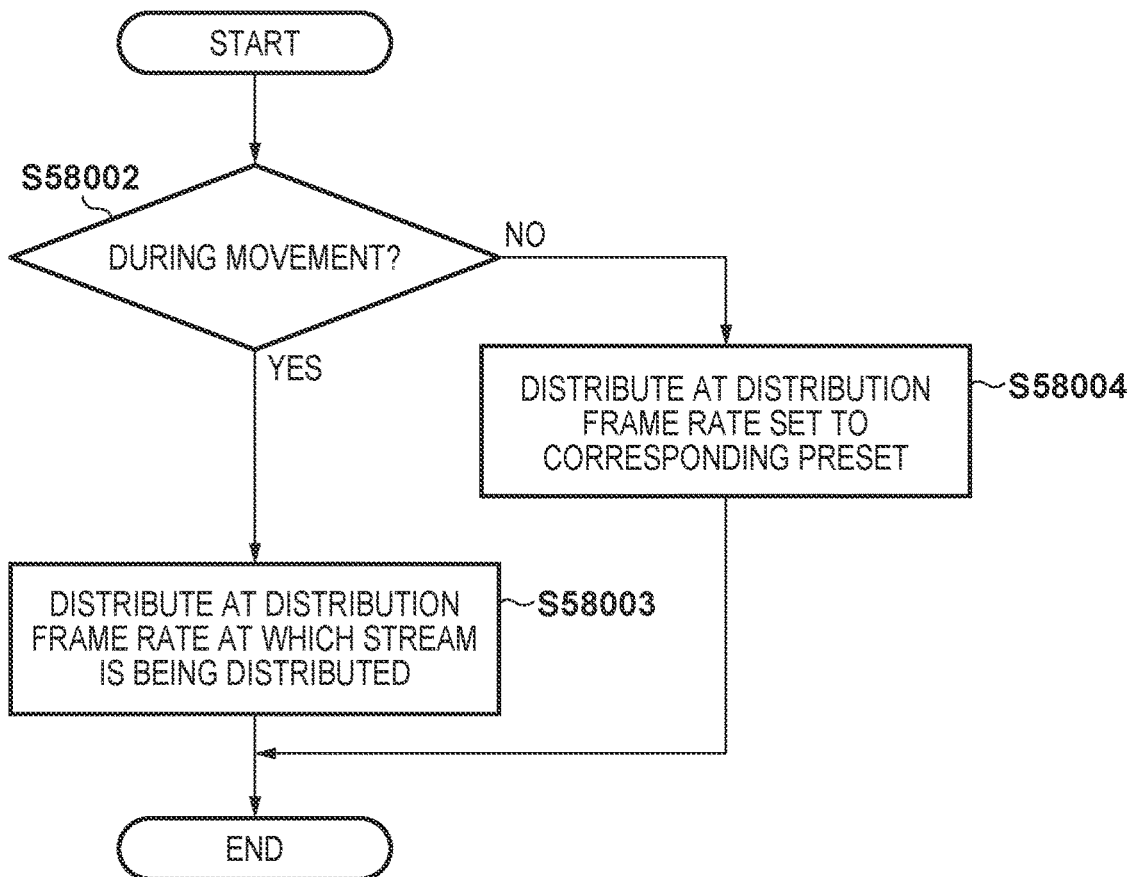 START
S58002
DURING MOVEMENT?
NO
YES
DISTRIBUTE AT DISTRIBUTION
FRAME RATE SET TO
CORRESPONDING PRESET
S58004
DISTRIBUTE AT DISTRIBUTION
FRAME RATE AT WHICH STREAM
IS BEING DISTRIBUTED
S58003
END